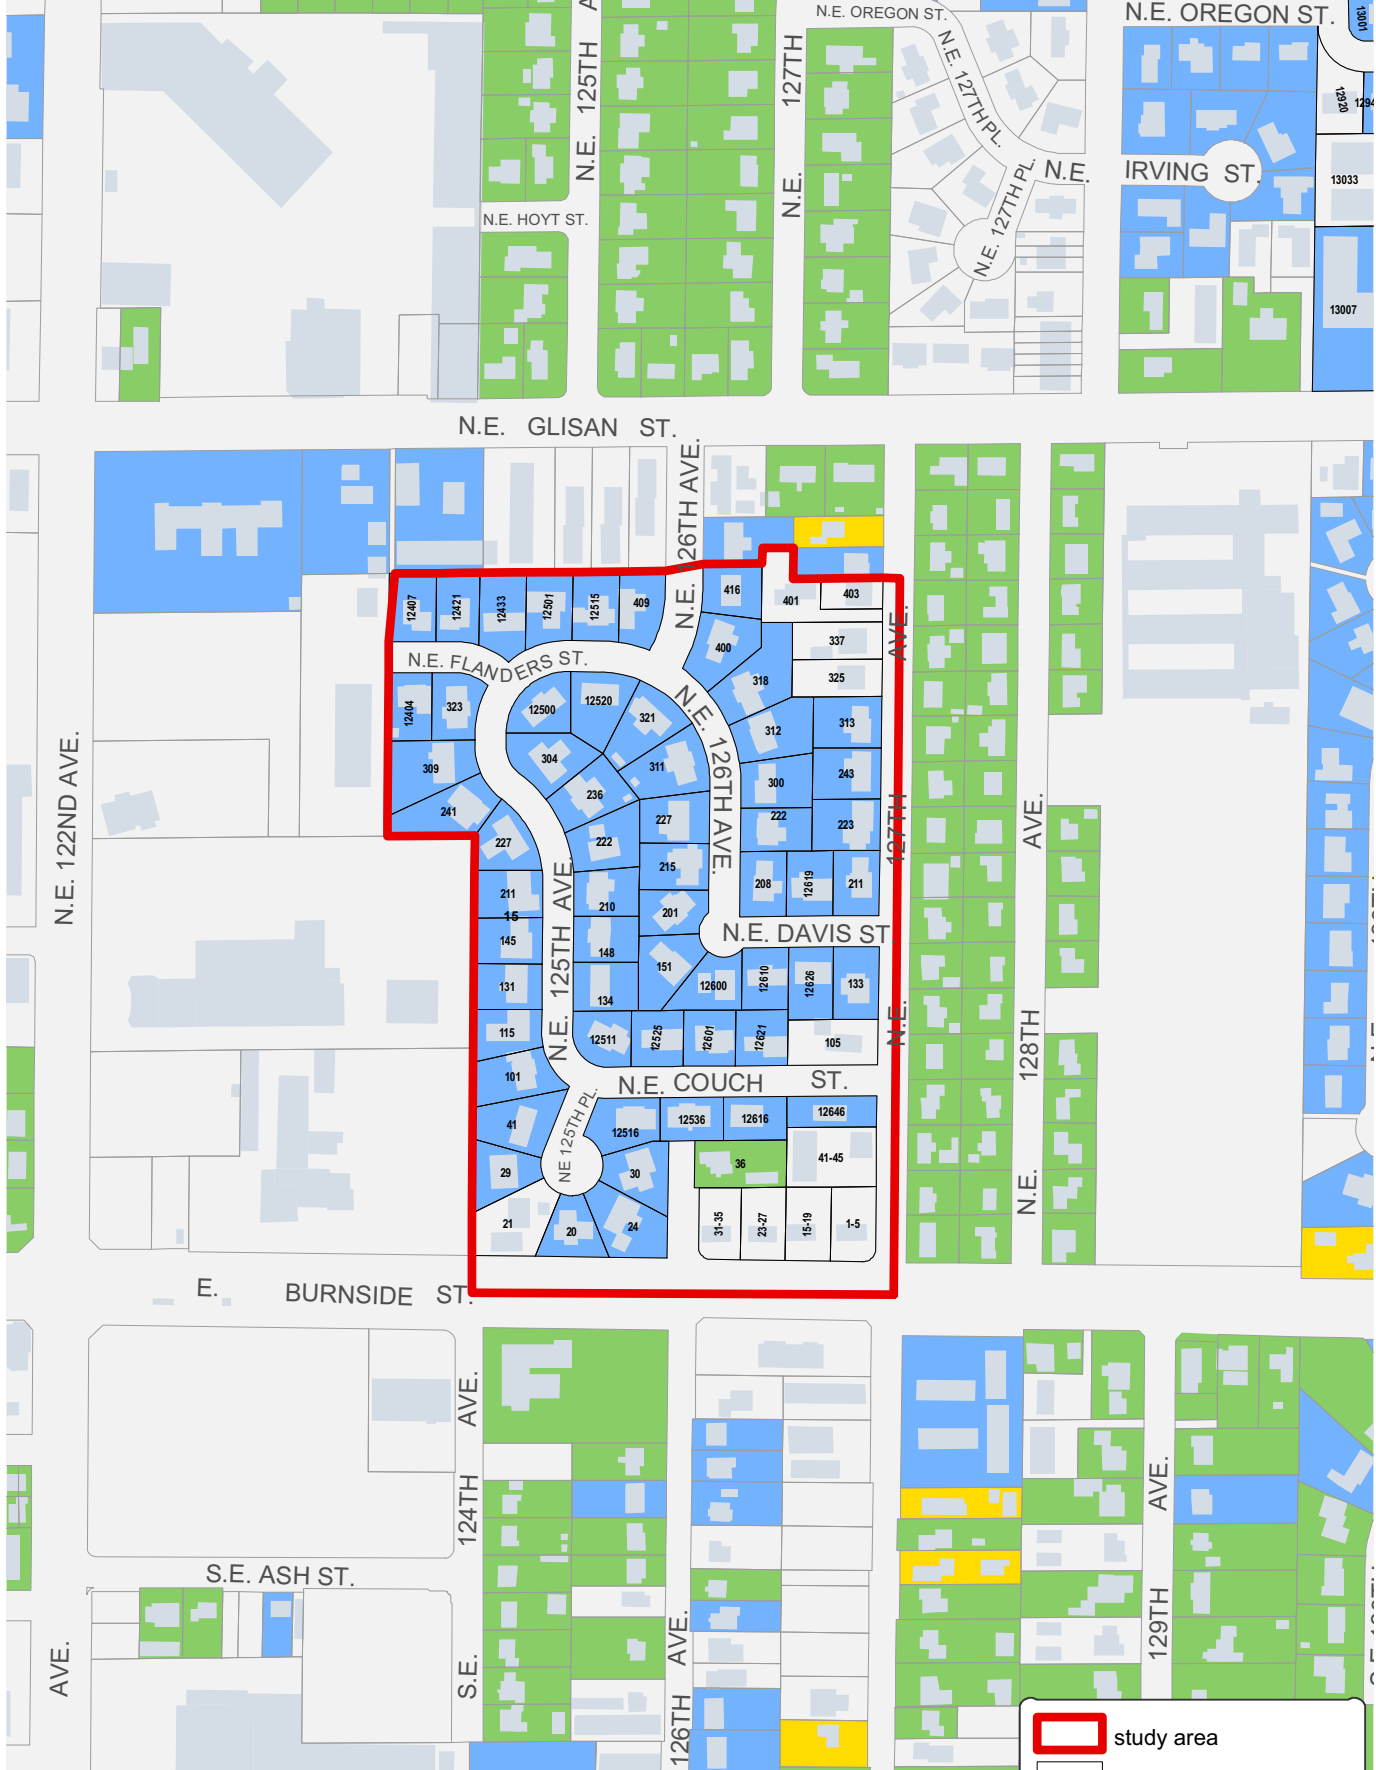 N.E. OREGON ST.
N.E. OREGON ST.
13001
N.E. 125TH A
N.E. 127TH
N.E. 127TH PL.
12920
1294
N.E. IRVING ST.
13033
N.E. HOYT ST.
N.E. 127TH PL.
13007
N.E. GLISAN ST.
N.E. 126TH AVE.
12407
12421
12433
12501
12515
409
416
401
403
N.E. FLANDERS ST.
400
337
325
318
12404
323
12500
12520
321
N.E. 126TH AVE.
312
313
309
304
311
300
243
236
241
227
222
223
227
222
N.E. 122ND AVE.
N.E. 127TH AVE.
N.E. 128TH AVE.
215
211
15
210
201
208
12619
211
N.E. DAVIS ST.
145
148
151
N.E. 125TH AVE.
131
134
12600
12610
12626
133
115
12511
12525
12601
12621
105
101
N.E. COUCH ST.
NE 125TH PL.
41
12516
12536
12616
12646
29
30
36
41-45
21
20
24
31-35
23-27
15-19
1-5
E. BURNSIDE ST.
S.E. 124TH AVE.
S.E. ASH ST.
AVE.
126TH AVE.
129TH AVE.
study area